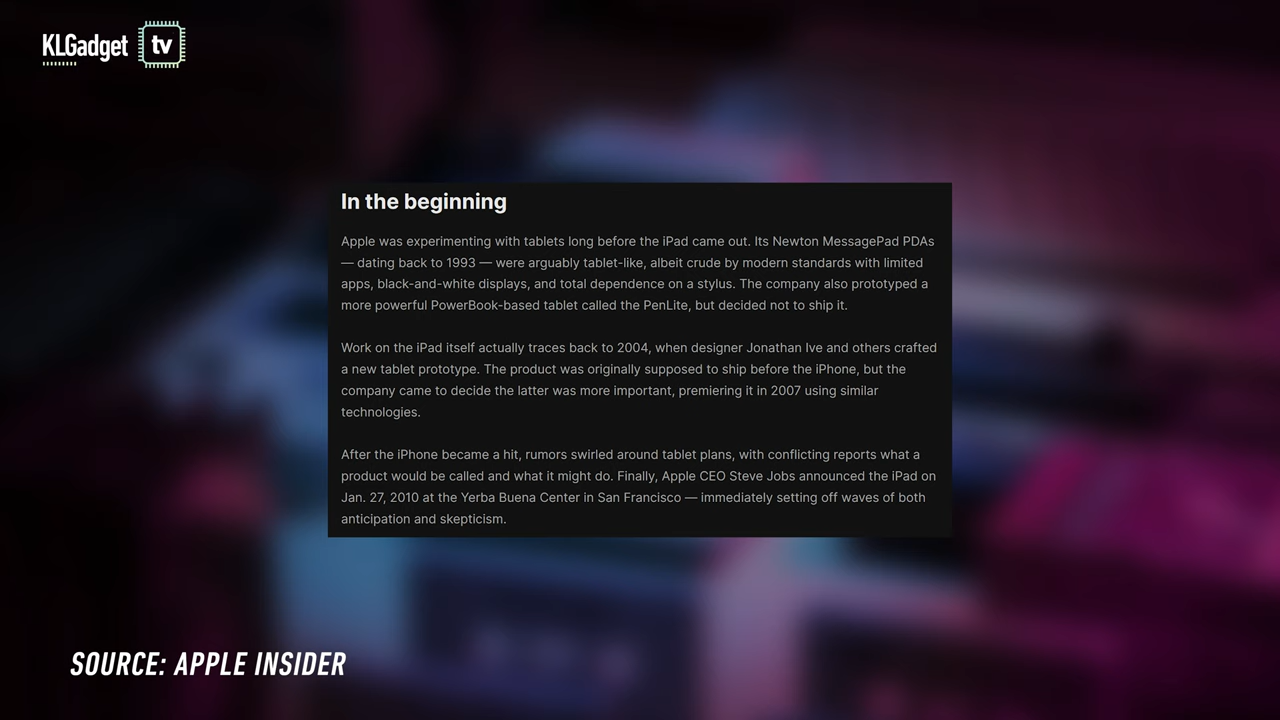 KLGadget tv
In the beginning
Apple was experimenting with tablets long before the iPad came out. Its Newton MessagePad PDAs
— dating back to 1993 — were arguably tablet-like, albeit crude by modern standards with limited
apps, black-and-white displays, and total dependence on a stylus. The company also prototyped a
more powerful PowerBook-based tablet called the PenLite, but decided not to ship it.
Work on the iPad itself actually traces back to 2004, when designer Jonathan Ive and others crafted
a new tablet prototype. The product was originally supposed to ship before the iPhone, but the
company came to decide the latter was more important, premiering it in 2007 using similar
technologies.
After the iPhone became a hit, rumors swirled around tablet plans, with conflicting reports what a
product would be called and what it might do. Finally, Apple CEO Steve Jobs announced the iPad on
Jan. 27, 2010 at the Yerba Buena Center in San Francisco — immediately setting off waves of both
anticipation and skepticism.
SOURCE: APPLE INSIDER